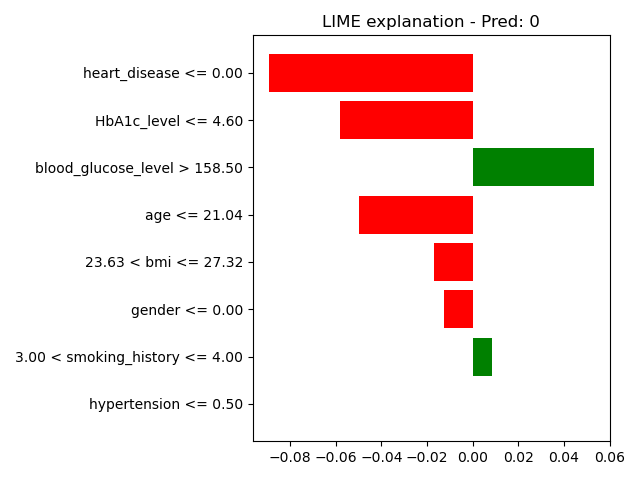 LIME explanation - Pred: 0
heart_disease <= 0.00
HbA1c_level <= 4.60
blood_glucose_level > 158.50
age <= 21.04
23.63 < bmi <= 27.32
gender <= 0.00
3.00 < smoking_history <= 4.00
hypertension <= 0.50
−0.08 −0.06 −0.04 −0.02 0.00 0.02 0.04 0.06